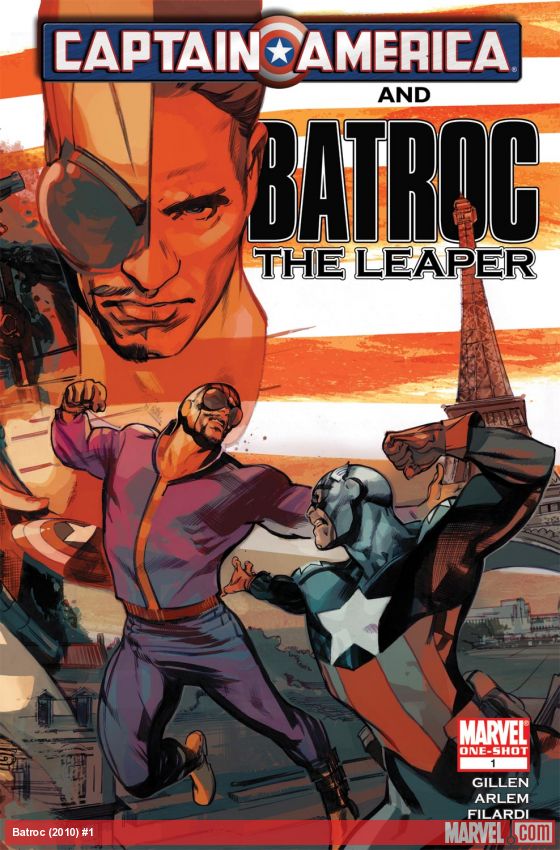 CAPTAIN AMERICA®
AND
BATROC
THE LEAPER
MARVEL®
ONE-SHOT
1
GILLEN
ARLEM
FILARDI
Batroc (2010) #1
MARVEL.com